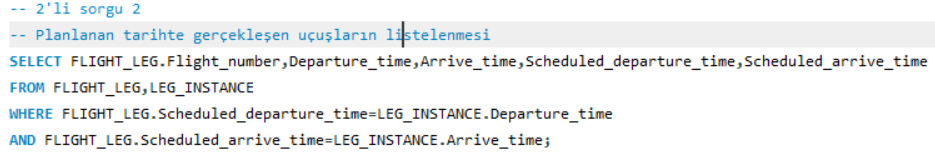 -- 2'li sorgu 2
-- Planlanan tarihte gerçekleşen uçuşların listelenmesi
SELECT FLIGHT_LEG.Flight_number,Departure_time,Arrive_time,Scheduled_departure_time,Scheduled_arrive_time
FROM FLIGHT_LEG,LEG_INSTANCE
WHERE FLIGHT_LEG.Scheduled_departure_time=LEG_INSTANCE.Departure_time
AND FLIGHT_LEG.Scheduled_arrive_time=LEG_INSTANCE.Arrive_time;